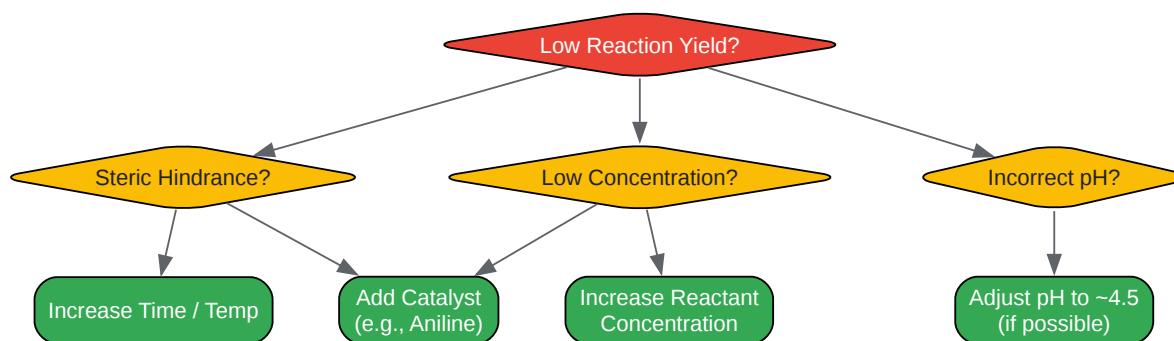 Low Reaction Yield?
Steric Hindrance?
Low Concentration?
Incorrect pH?
Increase Time / Temp
Add Catalyst
(e.g., Aniline)
Increase Reactant
Concentration
Adjust pH to ~4.5
(if possible)